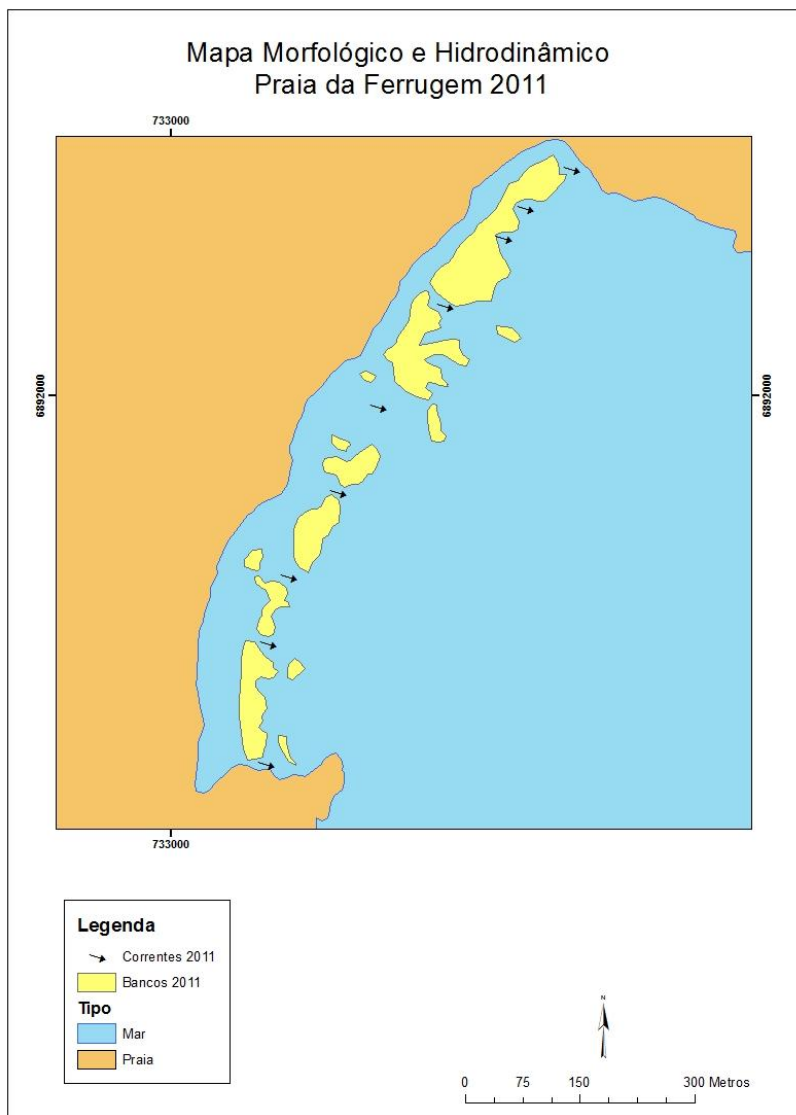 Mapa Morfológico e Hidrodinâmico
Praia da Ferrugem 2011
733000
6892000
6892000
733000
Legenda
Correntes 2011
Bancos 2011
Tipo
Mar
Praia
N
0 75 150 300 Metros